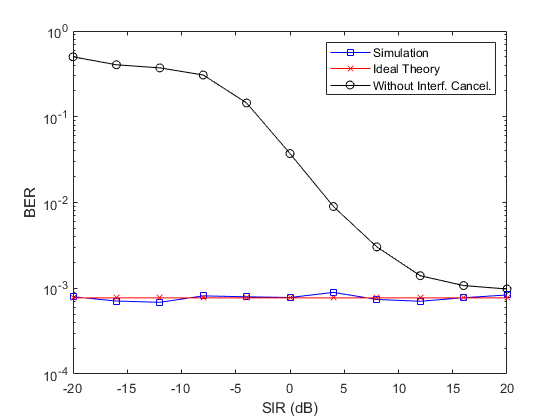 10^0
10^-1
10^-2
10^-3
10^-4
BER
-20 -15 -10 -5 0 5 10 15 20
SIR (dB)
Simulation
Ideal Theory
Without Interf. Cancel.